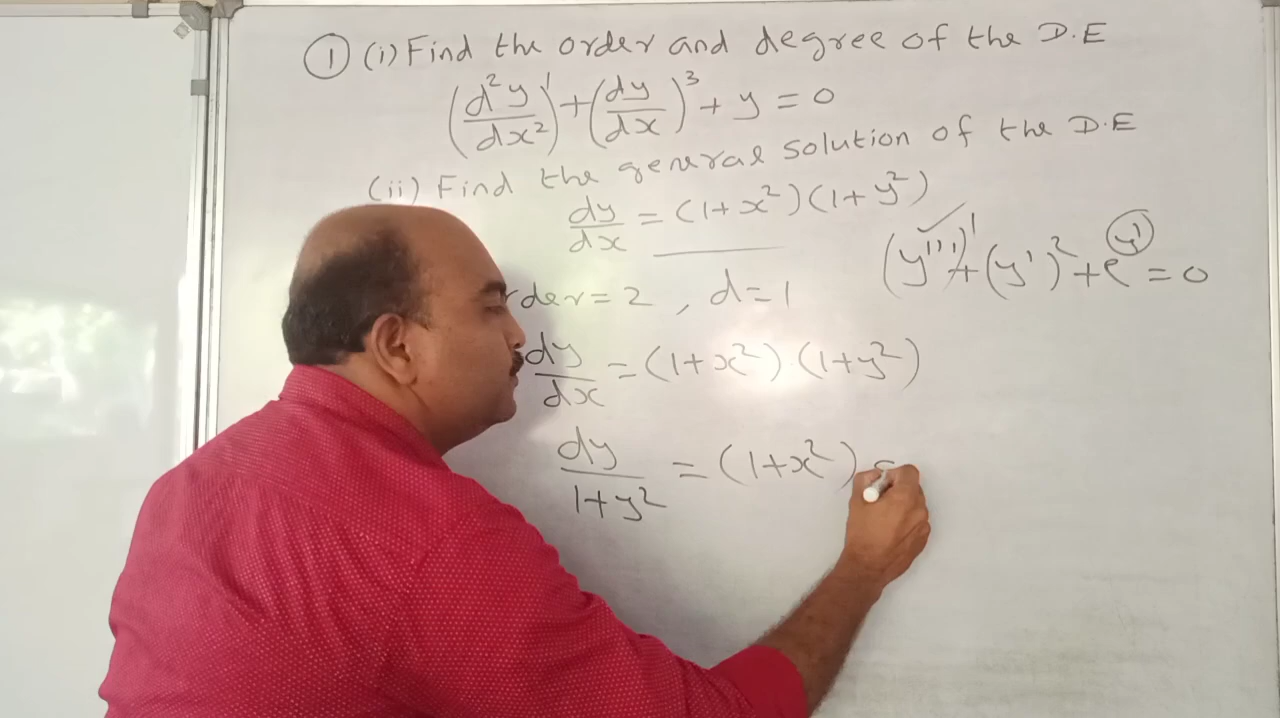 ① (i) Find the order and degree of the D.E
(d²y/dx²)¹ + (dy/dx)³ + y = 0
(ii) Find the general solution of the D.E
dy/dx = (1+x²)(1+y²)
(y''')¹ + (y')² + e^y' = 0
rder = 2 , d = 1
dy/dx = (1+x²)·(1+y²)
dy/1+y² = (1+x²)